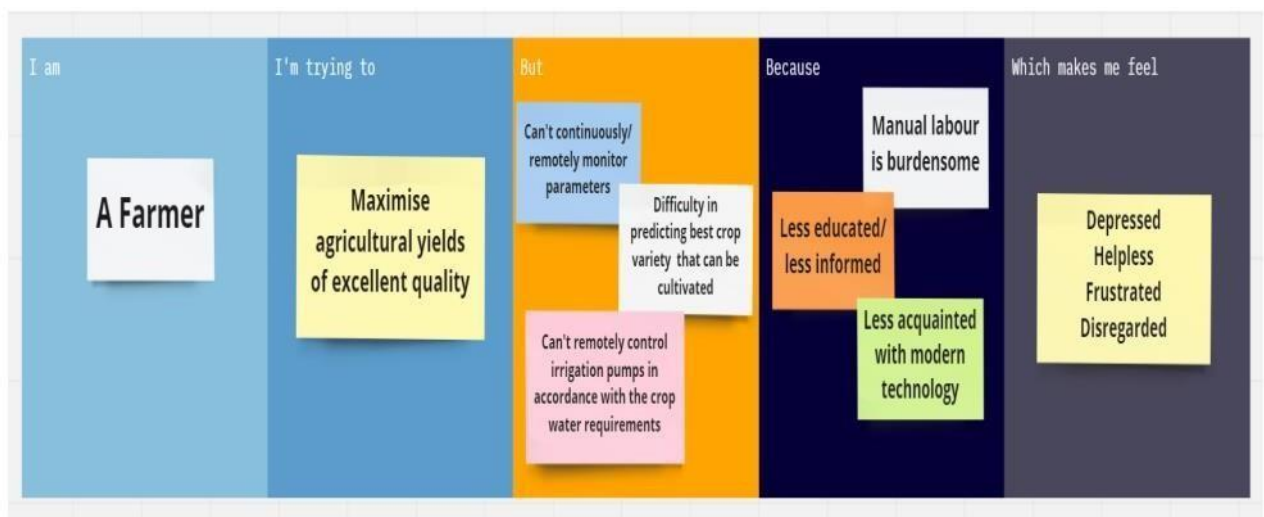 I am
A Farmer
I'm trying to
Maximise
agricultural yields
of excellent quality
But
Can't continuously/
remotely monitor
parameters
Difficulty in
predicting best crop
variety that can be
cultivated
Can't remotely control
irrigation pumps in
accordance with the crop
water requirements
Because
Manual labour
is burdensome
Less educated/
less informed
Less acquainted
with modern
technology
Which makes me feel
Depressed
Helpless
Frustrated
Disregarded